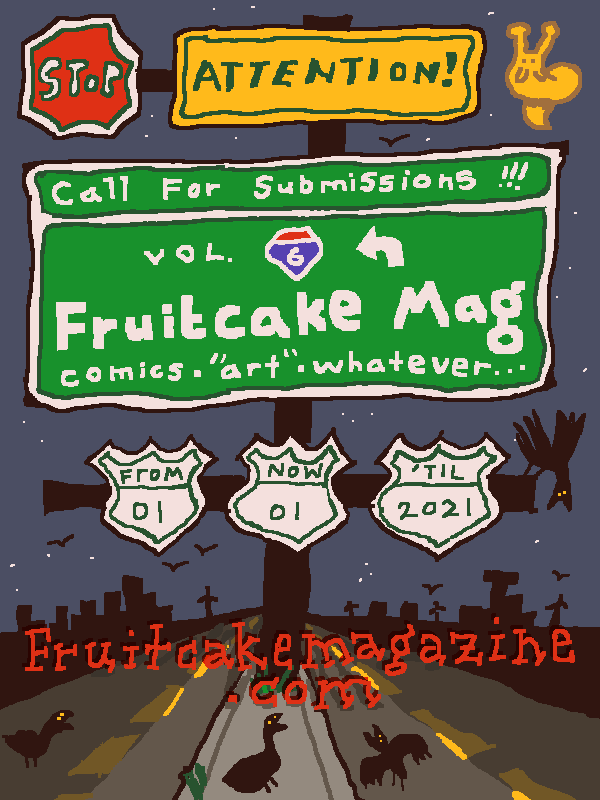 STOP
ATTENTION!
Call For Submissions !!!
VOL. 6
Fruitcake Mag
comics."art".whatever...
FROM
01
NOW
01
'TIL
2021
Fruitcakemagazine
.com